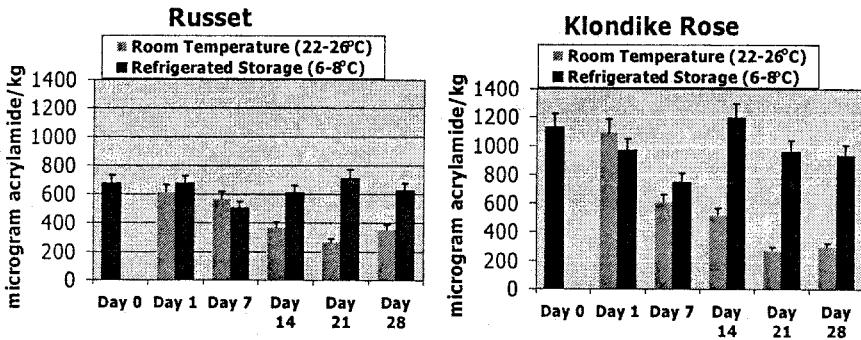 Russet
Room Temperature (22-26°C)
Refrigerated Storage (6-8°C)
microgram acrylamide/kg
1400
1200
1000
800
600
400
200
0
Day 0
Day 1
Day 7
Day 14
Day 21
Day 28
Klondike Rose
Room Temperature (22-26°C)
Refrigerated Storage (6-8°C)
microgram acrylamide/kg
1400
1200
1000
800
600
400
200
0
Day 0
Day 1
Day 7
Day 14
Day 21
Day 28